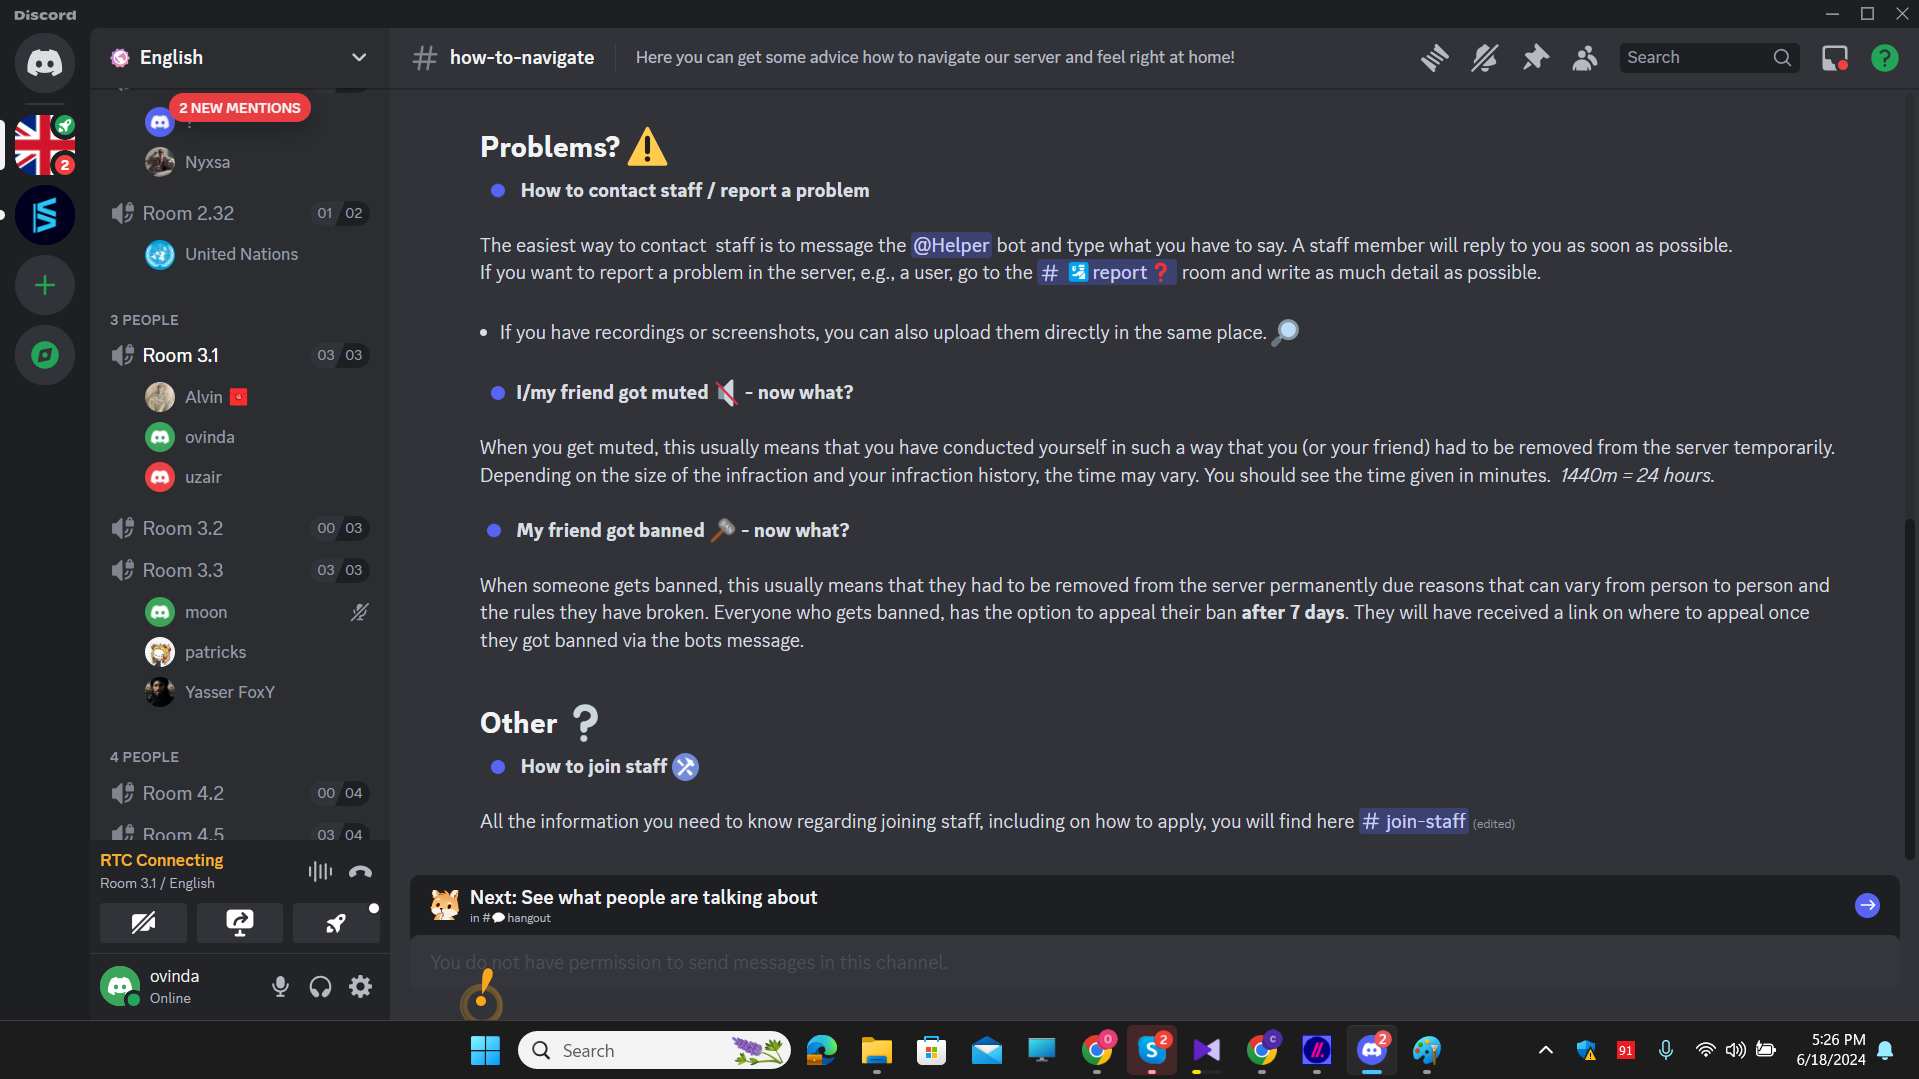 Discord
English
how-to-navigate
Here you can get some advice how to navigate our server and feel right at home!
Search
2 NEW MENTIONS
2
Nyxsa
Room 2.32
01 02
United Nations
3 PEOPLE
Room 3.1
03 03
Alvin
ovinda
uzair
Room 3.2
00 03
Room 3.3
03 03
moon
patricks
Yasser FoxY
4 PEOPLE
Room 4.2
00 04
Room 4.5
03 04
RTC Connecting
Room 3.1 / English
ovinda
Online
Problems?
How to contact staff / report a problem
The easiest way to contact staff is to message the @Helper bot and type what you have to say. A staff member will reply to you as soon as possible.
If you want to report a problem in the server, e.g., a user, go to the # report❓ room and write as much detail as possible.
• If you have recordings or screenshots, you can also upload them directly in the same place.
I/my friend got muted - now what?
When you get muted, this usually means that you have conducted yourself in such a way that you (or your friend) had to be removed from the server temporarily.
Depending on the size of the infraction and your infraction history, the time may vary. You should see the time given in minutes. 1440m = 24 hours.
My friend got banned - now what?
When someone gets banned, this usually means that they had to be removed from the server permanently due reasons that can vary from person to person and
the rules they have broken. Everyone who gets banned, has the option to appeal their ban after 7 days. They will have received a link on where to appeal once
they got banned via the bots message.
Other ?
How to join staff
All the information you need to know regarding joining staff, including on how to apply, you will find here # join-staff (edited)
Next: See what people are talking about
in # hangout
You do not have permission to send messages in this channel.
Search
0
2
C
2
91
5:26 PM
6/18/2024